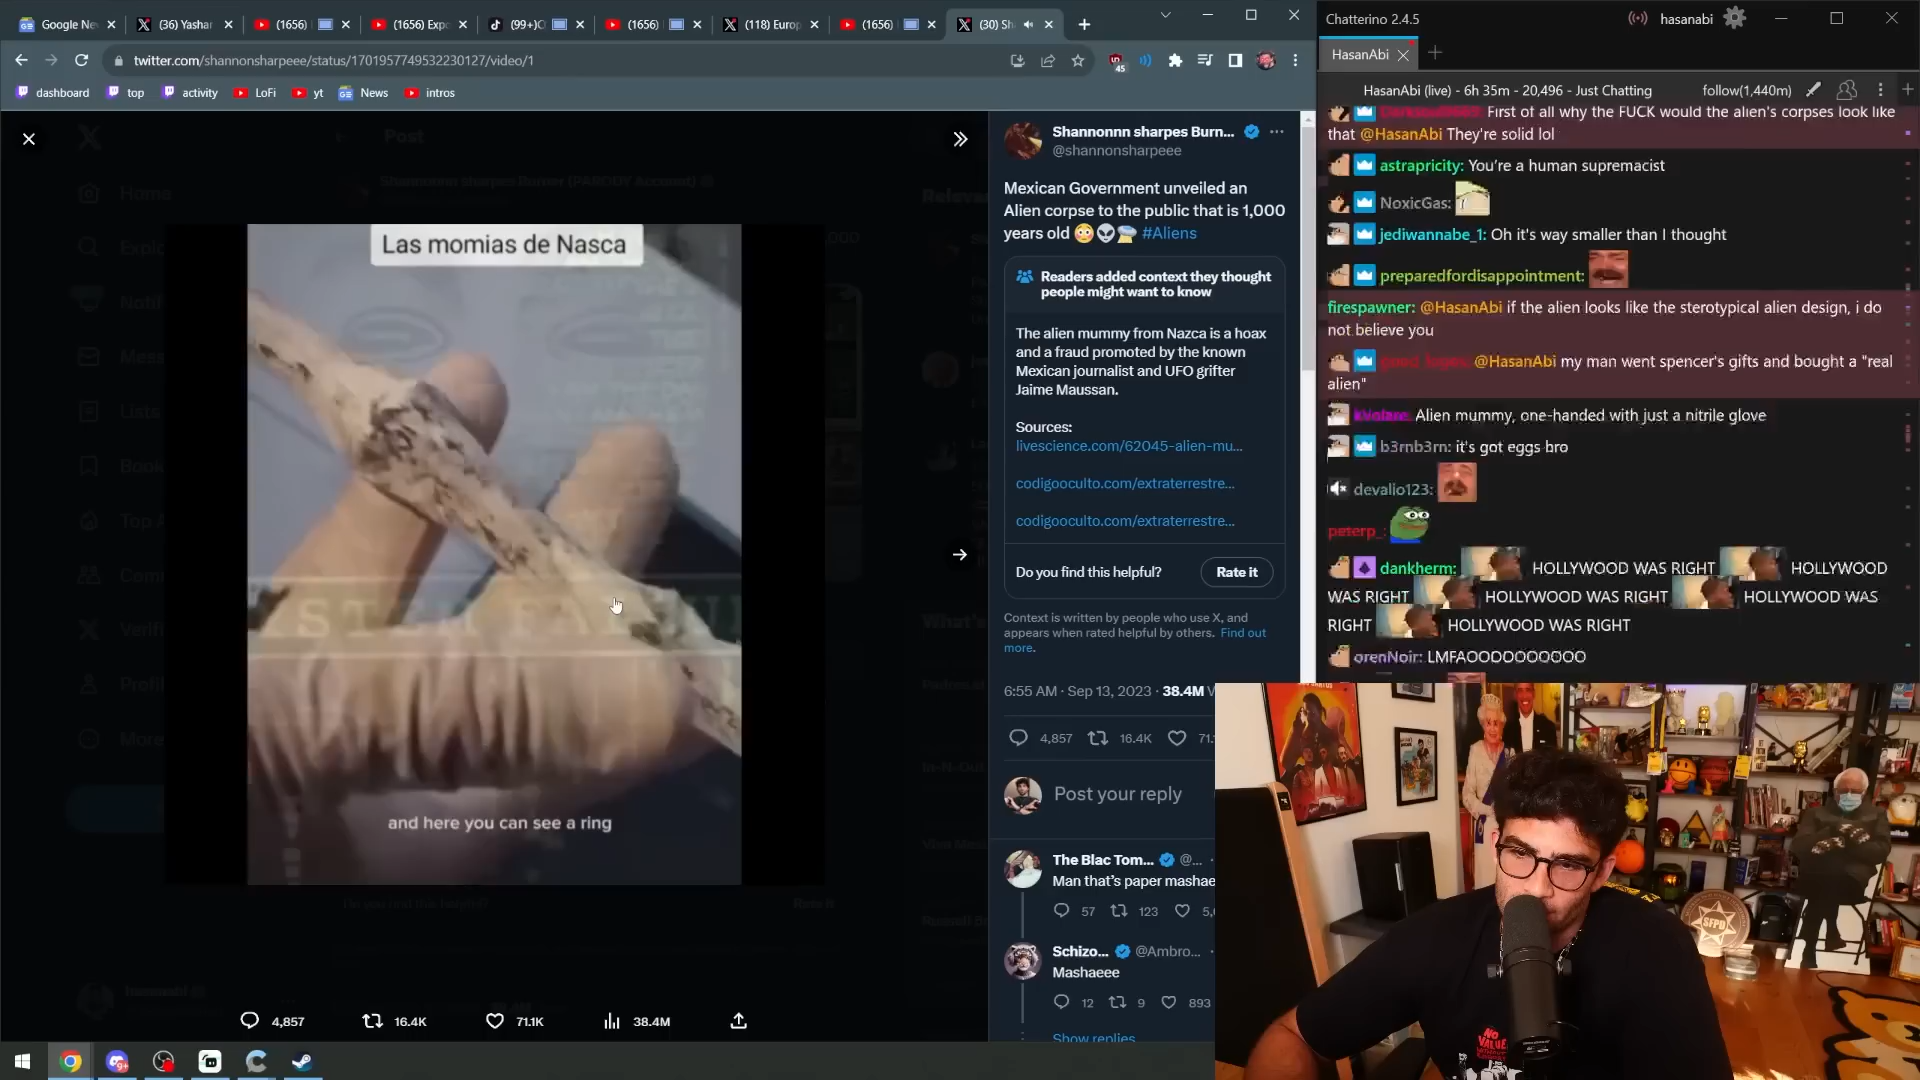 Google Ne
(36) Yashar
(1656)
(1656) Exp
(99+)
(1656)
(118) Europ
(1656)
(30) Sh
twitter.com/shannonsharpeee/status/1701957749532230127/video/1
45
dashboard
top
activity
LoFi
yt
News
intros
Post
Home
Lists
Las momias de Nasca
and here you can see a ring
4,857
16.4K
71.1K
38.4M
Shannonnn sharpes Burn...
@shannonsharpeee
Mexican Government unveiled an
Alien corpse to the public that is 1,000
years old 😳👽🛸 #Aliens
Readers added context they thought
people might want to know
The alien mummy from Nazca is a hoax
and a fraud promoted by the known
Mexican journalist and UFO grifter
Jaime Maussan.
Sources:
livescience.com/62045-alien-mu...
codigooculto.com/extraterrestre...
codigooculto.com/extraterrestre...
Do you find this helpful?
Rate it
Context is written by people who use X, and
appears when rated helpful by others. Find out
more.
6:55 AM · Sep 13, 2023 · 38.4M V
4,857
16.4K
71.
Post your reply
The Blac Tom... @... ·
Man that's paper mashae
57
123
5,
Schizo... @Ambro... ·
Mashaeee
12
9
893
Show replies
Chatterino 2.4.5
hasanabi
HasanAbi
HasanAbi (live) - 6h 35m - 20,496 - Just Chatting
follow(1,440m)
First of all why the FUCK would the alien's corpses look like
that @HasanAbi They're solid lol
astrapricity: You're a human supremacist
NoxicGas:
jediwannabe_1: Oh it's way smaller than I thought
preparedfordisappointment:
firespawner: @HasanAbi if the alien looks like the sterotypical alien design, i do
not believe you
@HasanAbi my man went spencer's gifts and bought a "real
alien"
Alien mummy, one-handed with just a nitrile glove
b3rnb3rn: it's got eggs bro
devalio123:
peterp_:
dankherm: HOLLYWOOD WAS RIGHT HOLLYWOOD
WAS RIGHT HOLLYWOOD WAS RIGHT HOLLYWOOD WAS
RIGHT HOLLYWOOD WAS RIGHT
orenNoir: LMFAOOOOOOOOOO
SFPD
NO
VALUE